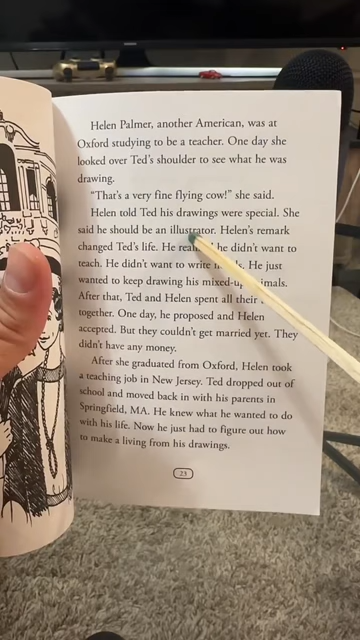 Helen Palmer, another American, was at
Oxford studying to be a teacher. One day she
looked over Ted's shoulder to see what he was
drawing.
"That's a very fine flying cow!" she said.
Helen told Ted his drawings were special. She
said he should be an illustrator. Helen's remark
changed Ted's life. He he didn't want to
teach. He didn't want to write He just
wanted to keep drawing his
After that, Ted and Helen spent all their
together. One day, he proposed and Helen
accepted. But they couldn't get married yet. They
didn't have any money.
After she graduated from Oxford, Helen took
a teaching job in New Jersey. Ted dropped out of
school and moved back in with his parents in
Springfield, MA. He knew what he wanted to do
with his life. Now he just had to figure out how
to make a living from his drawings.
23